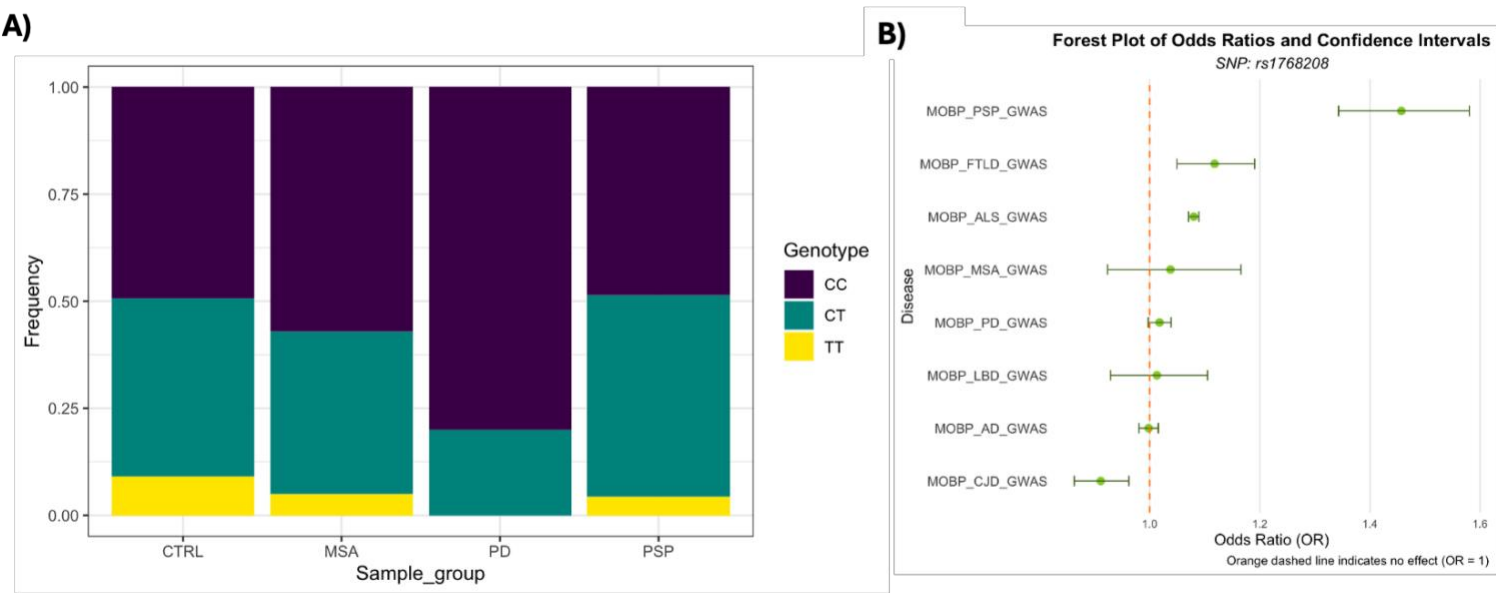 A)
1.00
0.75
0.50
0.25
0.00
Frequency
CTRL
MSA
PD
PSP
Sample_group
Genotype
CC
CT
TT
B)
Forest Plot of Odds Ratios and Confidence Intervals
SNP: rs1768208
Disease
MOBP_PSP_GWAS
MOBP_FTLD_GWAS
MOBP_ALS_GWAS
MOBP_MSA_GWAS
MOBP_PD_GWAS
MOBP_LBD_GWAS
MOBP_AD_GWAS
MOBP_CJD_GWAS
1.0
1.2
1.4
1.6
Odds Ratio (OR)
Orange dashed line indicates no effect (OR = 1)